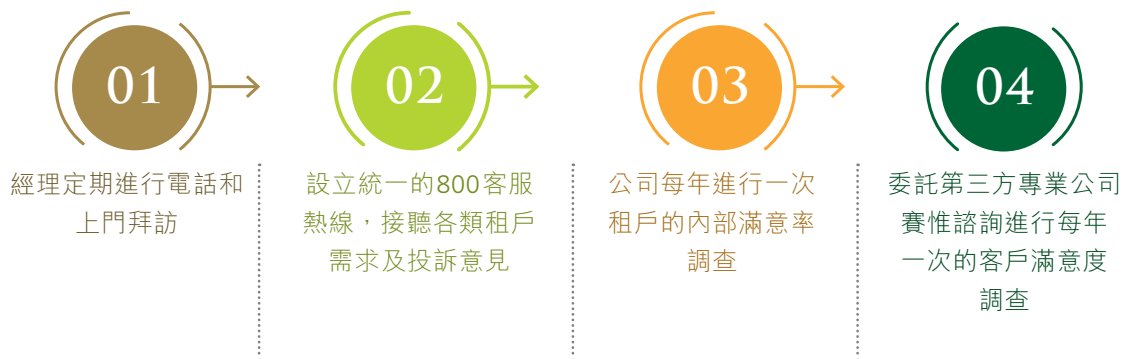 01
經理定期進行電話和
上門拜訪
02
設立統一的800客服
熱線，接聽各類租戶
需求及投訴意見
03
公司每年進行一次
租戶的內部滿意率
調查
04
委託第三方專業公司
賽惟諮詢進行每年
一次的客戶滿意度
調查